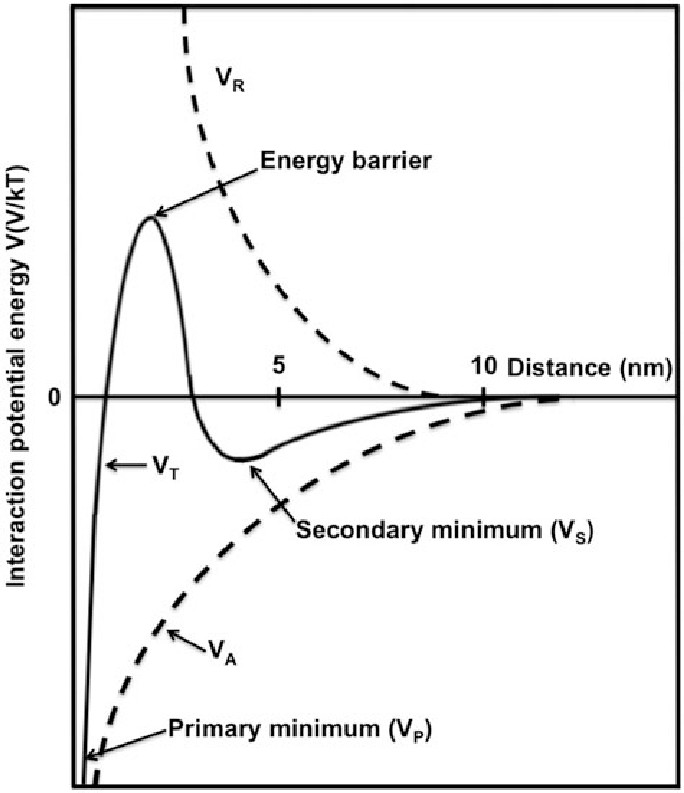 V_R
Energy barrier
5
10 Distance (nm)
0
V_T
Secondary minimum (V_S)
V_A
Primary minimum (V_P)
Interaction potential energy V(V/kT)